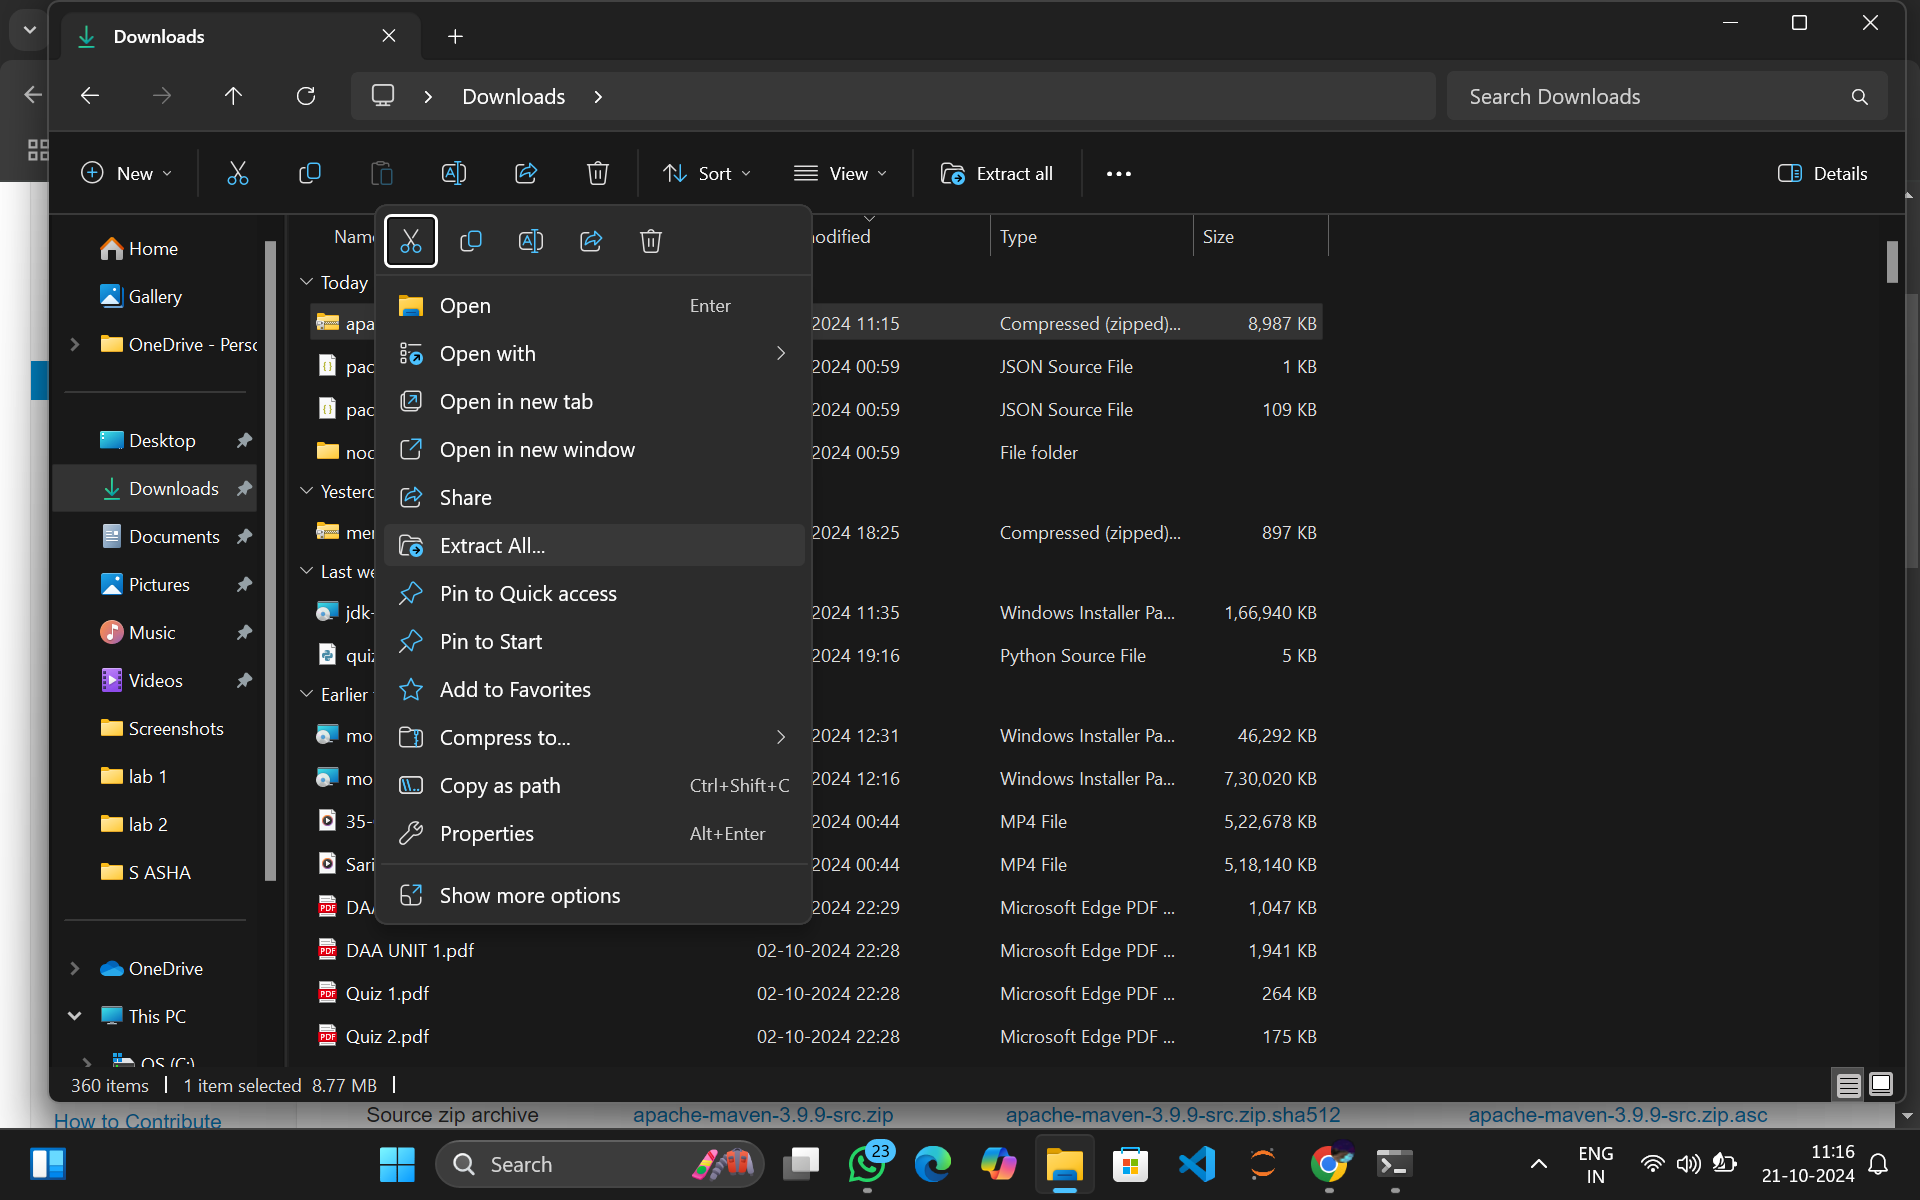 Downloads
Downloads
Search Downloads
New
Sort
View
Extract all
Details
Home
Gallery
OneDrive - Perso
Desktop
Downloads
Documents
Pictures
Music
Videos
Screenshots
lab 1
lab 2
S ASHA
OneDrive
This PC
OS (C:)
Name
modified
Type
Size
Today
apa 2024 11:15 Compressed (zipped)... 8,987 KB
pac 2024 00:59 JSON Source File 1 KB
pac 2024 00:59 JSON Source File 109 KB
nod 2024 00:59 File folder
Yesterd
mer 2024 18:25 Compressed (zipped)... 897 KB
Last we
jdk- 2024 11:35 Windows Installer Pa... 1,66,940 KB
quiz 2024 19:16 Python Source File 5 KB
Earlier
mo 2024 12:31 Windows Installer Pa... 46,292 KB
mo 2024 12:16 Windows Installer Pa... 7,30,020 KB
35- 2024 00:44 MP4 File 5,22,678 KB
Sari 2024 00:44 MP4 File 5,18,140 KB
DAA 2024 22:29 Microsoft Edge PDF ... 1,047 KB
DAA UNIT 1.pdf 02-10-2024 22:28 Microsoft Edge PDF ... 1,941 KB
Quiz 1.pdf 02-10-2024 22:28 Microsoft Edge PDF ... 264 KB
Quiz 2.pdf 02-10-2024 22:28 Microsoft Edge PDF ... 175 KB
Open Enter
Open with
Open in new tab
Open in new window
Share
Extract All...
Pin to Quick access
Pin to Start
Add to Favorites
Compress to...
Copy as path Ctrl+Shift+C
Properties Alt+Enter
Show more options
360 items 1 item selected 8.77 MB
How to Contribute
Source zip archive apache-maven-3.9.9-src.zip apache-maven-3.9.9-src.zip.sha512 apache-maven-3.9.9-src.zip.asc
Search
23
ENG
IN
11:16
21-10-2024